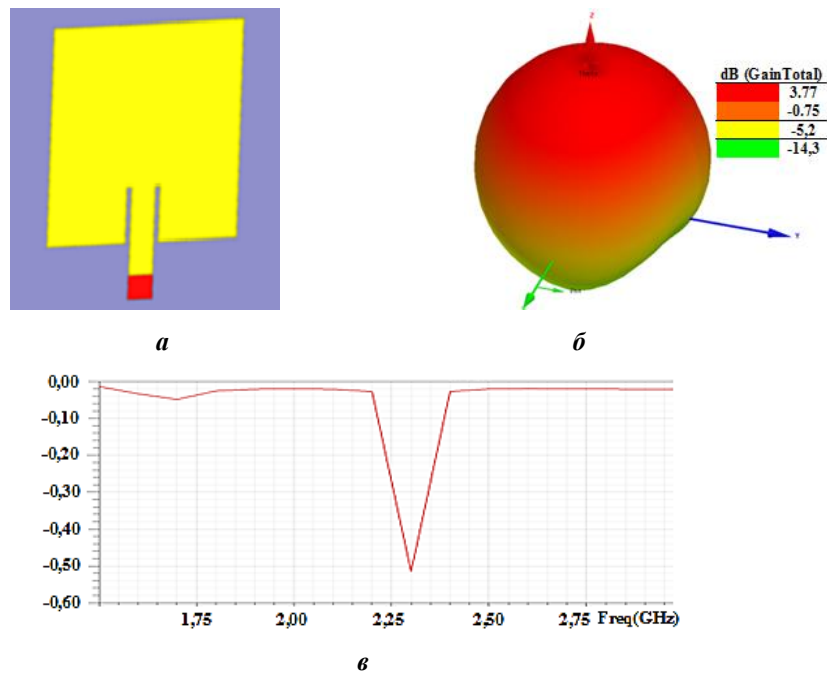 Z
dB (GainTotal)
3.77
-0.75
-5,2
-14,3
Y
а
б
0,00
-0,10
-0,20
-0,30
-0,40
-0,50
-0,60
1,75 2,00 2,25 2,50 2,75 Freq(GHz)
в